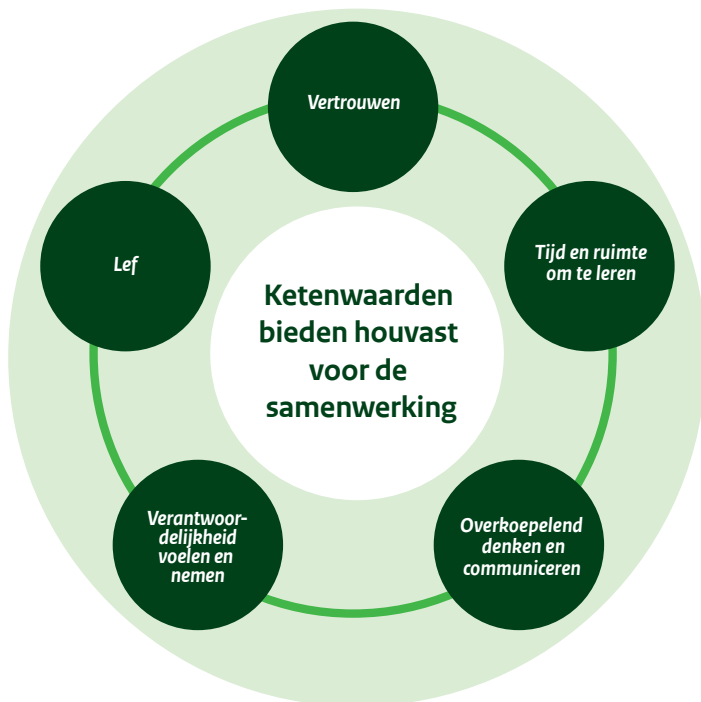 Vertrouwen
Tijd en ruimte
om te leren
Lef
Ketenwaarden
bieden houvast
voor de
samenwerking
Verantwoor-
delijkheid
voelen en
nemen
Overkoepelend
denken en
communiceren